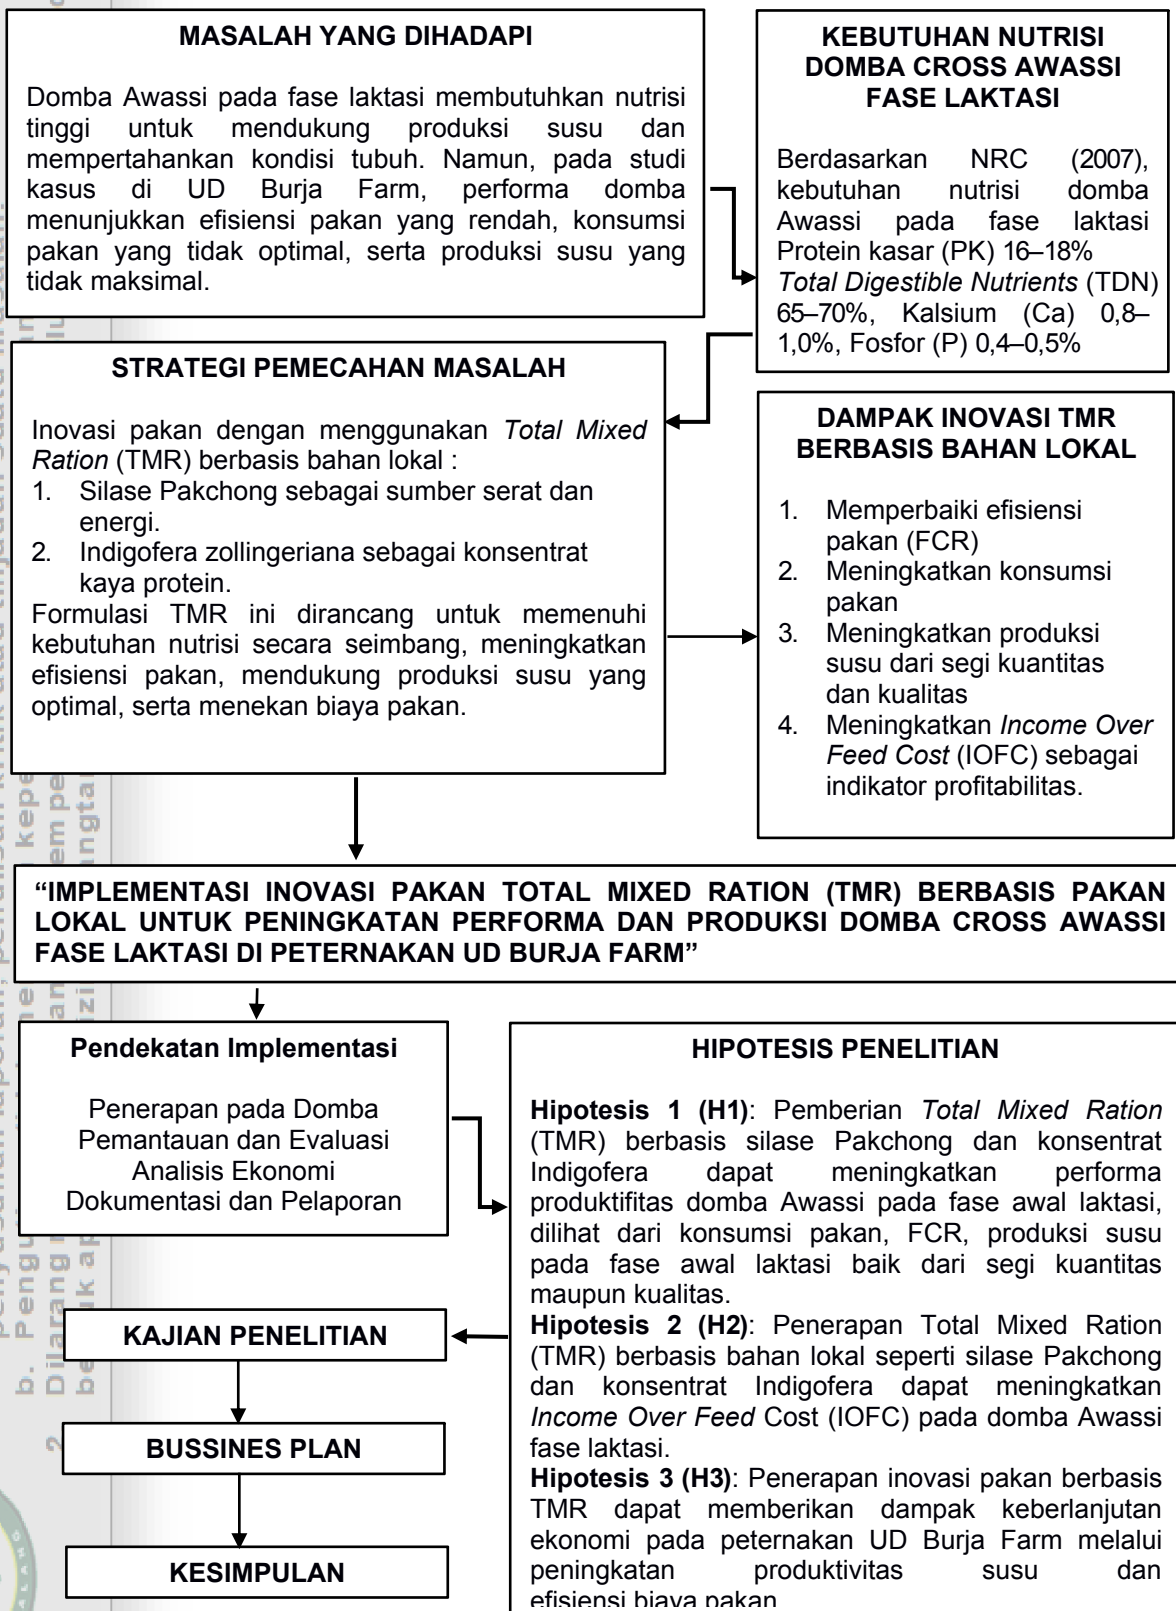 MASALAH YANG DIHADAPI
Domba Awassi pada fase laktasi membutuhkan nutrisi
tinggi untuk mendukung produksi susu dan
mempertahankan kondisi tubuh. Namun, pada studi
kasus di UD Burja Farm, performa domba
menunjukkan efisiensi pakan yang rendah, konsumsi
pakan yang tidak optimal, serta produksi susu yang
tidak maksimal.
KEBUTUHAN NUTRISI
DOMBA CROSS AWASSI
FASE LAKTASI
Berdasarkan NRC (2007),
kebutuhan nutrisi domba
Awassi pada fase laktasi
Protein kasar (PK) 16–18%
Total Digestible Nutrients (TDN)
65–70%, Kalsium (Ca) 0,8–
1,0%, Fosfor (P) 0,4–0,5%
STRATEGI PEMECAHAN MASALAH
Inovasi pakan dengan menggunakan Total Mixed
Ration (TMR) berbasis bahan lokal :
1. Silase Pakchong sebagai sumber serat dan
energi.
2. Indigofera zollingeriana sebagai konsentrat
kaya protein.
Formulasi TMR ini dirancang untuk memenuhi
kebutuhan nutrisi secara seimbang, meningkatkan
efisiensi pakan, mendukung produksi susu yang
optimal, serta menekan biaya pakan.
DAMPAK INOVASI TMR
BERBASIS BAHAN LOKAL
1. Memperbaiki efisiensi
pakan (FCR)
2. Meningkatkan konsumsi
pakan
3. Meningkatkan produksi
susu dari segi kuantitas
dan kualitas
4. Meningkatkan Income Over
Feed Cost (IOFC) sebagai
indikator profitabilitas.
“IMPLEMENTASI INOVASI PAKAN TOTAL MIXED RATION (TMR) BERBASIS PAKAN
LOKAL UNTUK PENINGKATAN PERFORMA DAN PRODUKSI DOMBA CROSS AWASSI
FASE LAKTASI DI PETERNAKAN UD BURJA FARM”
Pendekatan Implementasi
Penerapan pada Domba
Pemantauan dan Evaluasi
Analisis Ekonomi
Dokumentasi dan Pelaporan
HIPOTESIS PENELITIAN
Hipotesis 1 (H1): Pemberian Total Mixed Ration
(TMR) berbasis silase Pakchong dan konsentrat
Indigofera dapat meningkatkan performa
produktifitas domba Awassi pada fase awal laktasi,
dilihat dari konsumsi pakan, FCR, produksi susu
pada fase awal laktasi baik dari segi kuantitas
maupun kualitas.
Hipotesis 2 (H2): Penerapan Total Mixed Ration
(TMR) berbasis bahan lokal seperti silase Pakchong
dan konsentrat Indigofera dapat meningkatkan
Income Over Feed Cost (IOFC) pada domba Awassi
fase laktasi.
Hipotesis 3 (H3): Penerapan inovasi pakan berbasis
TMR dapat memberikan dampak keberlanjutan
ekonomi pada peternakan UD Burja Farm melalui
peningkatan produktivitas susu dan
efisiensi biaya pakan
KAJIAN PENELITIAN
BUSSINES PLAN
KESIMPULAN